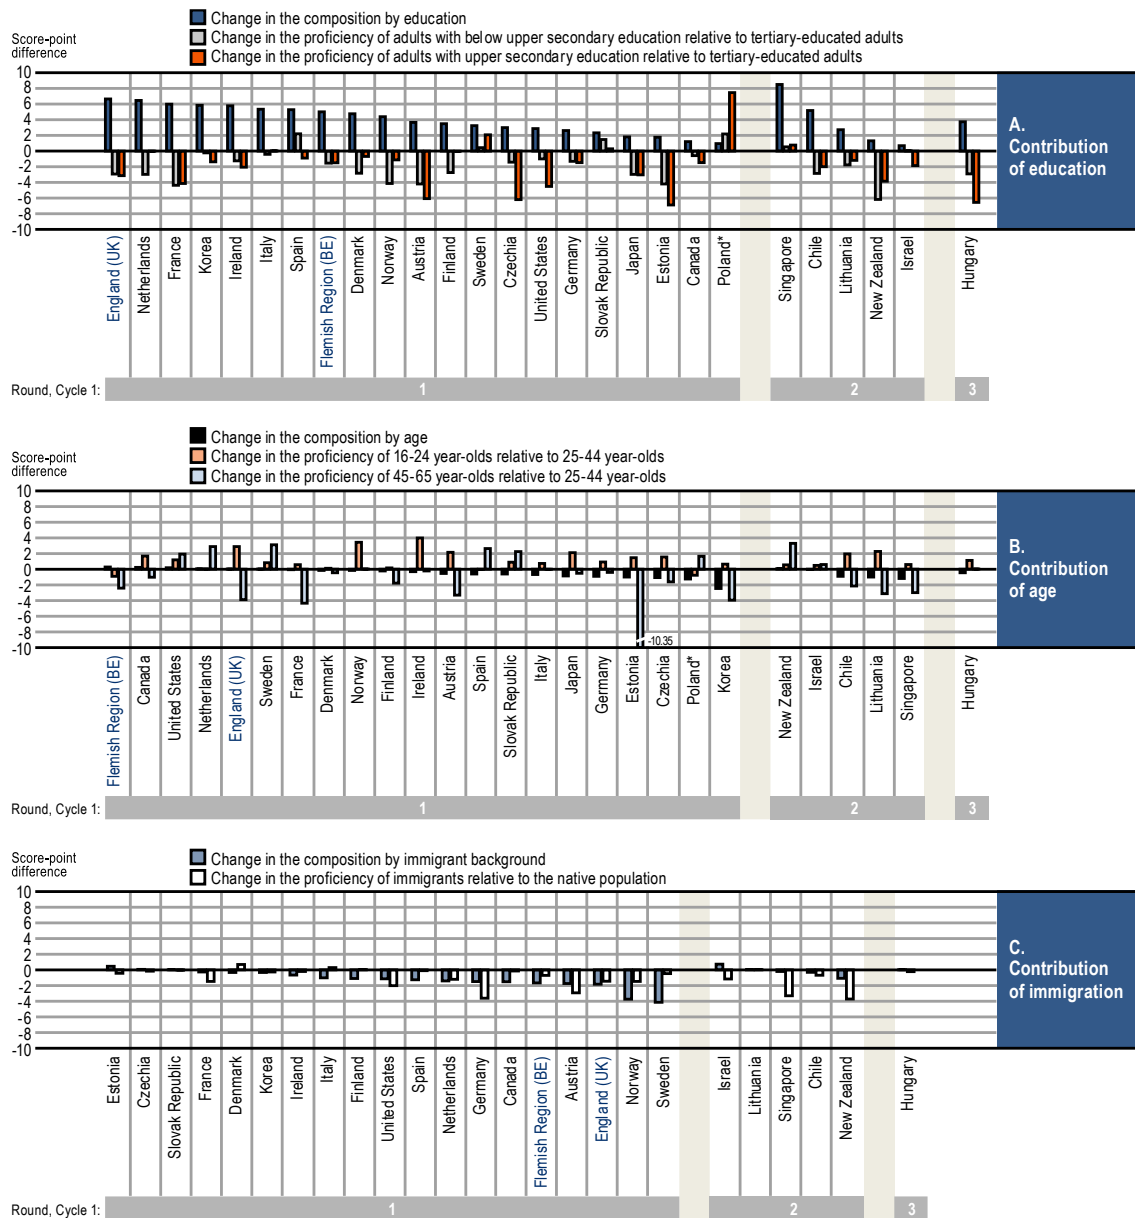 Change in the composition by education
Change in the proficiency of adults with below upper secondary education relative to tertiary-educated adults
Change in the proficiency of adults with upper secondary education relative to tertiary-educated adults
Score-point
difference
10
8
6
4
2
0
-2
-4
-6
-8
-10
A.
Contribution
of education
England (UK)
Netherlands
France
Korea
Ireland
Italy
Spain
Flemish Region (BE)
Denmark
Norway
Austria
Finland
Sweden
Czechia
United States
Germany
Slovak Republic
Japan
Estonia
Canada
Poland*
Singapore
Chile
Lithuania
New Zealand
Israel
Hungary
Round, Cycle 1:
1
2
3
Change in the composition by age
Change in the proficiency of 16-24 year-olds relative to 25-44 year-olds
Change in the proficiency of 45-65 year-olds relative to 25-44 year-olds
Score-point
difference
10
8
6
4
2
0
-2
-4
-6
-8
-10
-10.35
B.
Contribution
of age
Flemish Region (BE)
Canada
United States
Netherlands
England (UK)
Sweden
France
Denmark
Norway
Finland
Ireland
Austria
Spain
Slovak Republic
Italy
Japan
Germany
Estonia
Czechia
Poland*
Korea
New Zealand
Israel
Chile
Lithuania
Singapore
Hungary
Round, Cycle 1:
1
2
3
Change in the composition by immigrant background
Change in the proficiency of immigrants relative to the native population
Score-point
difference
10
8
6
4
2
0
-2
-4
-6
-8
-10
C.
Contribution
of immigration
Estonia
Czechia
Slovak Republic
France
Denmark
Korea
Ireland
Italy
Finland
United States
Spain
Netherlands
Germany
Canada
Flemish Region (BE)
Austria
England (UK)
Norway
Sweden
Israel
Lithuania
Singapore
Chile
New Zealand
Hungary
Round, Cycle 1:
1
2
3